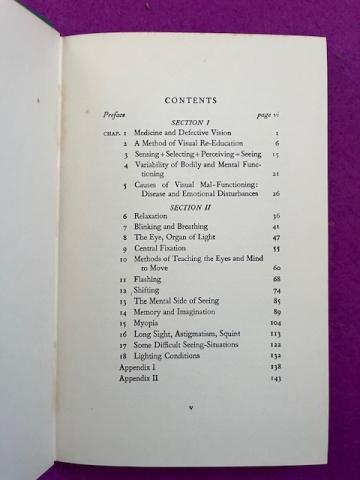 CONTENTS
Preface page vi
SECTION I
CHAP. 1 Medicine and Defective Vision 1
2 A Method of Visual Re-Education 6
3 Sensing+Selecting+Perceiving=Seeing 15
4 Variability of Bodily and Mental Func-
tioning 21
5 Causes of Visual Mal-Functioning:
Disease and Emotional Disturbances 26
SECTION II
6 Relaxation 36
7 Blinking and Breathing 41
8 The Eye, Organ of Light 47
9 Central Fixation 55
10 Methods of Teaching the Eyes and Mind
to Move 60
11 Flashing 68
12 Shifting 74
13 The Mental Side of Seeing 85
14 Memory and Imagination 89
15 Myopia 104
16 Long Sight, Astigmatism, Squint 113
17 Some Difficult Seeing-Situations 122
18 Lighting Conditions 132
Appendix I 138
Appendix II 143
v